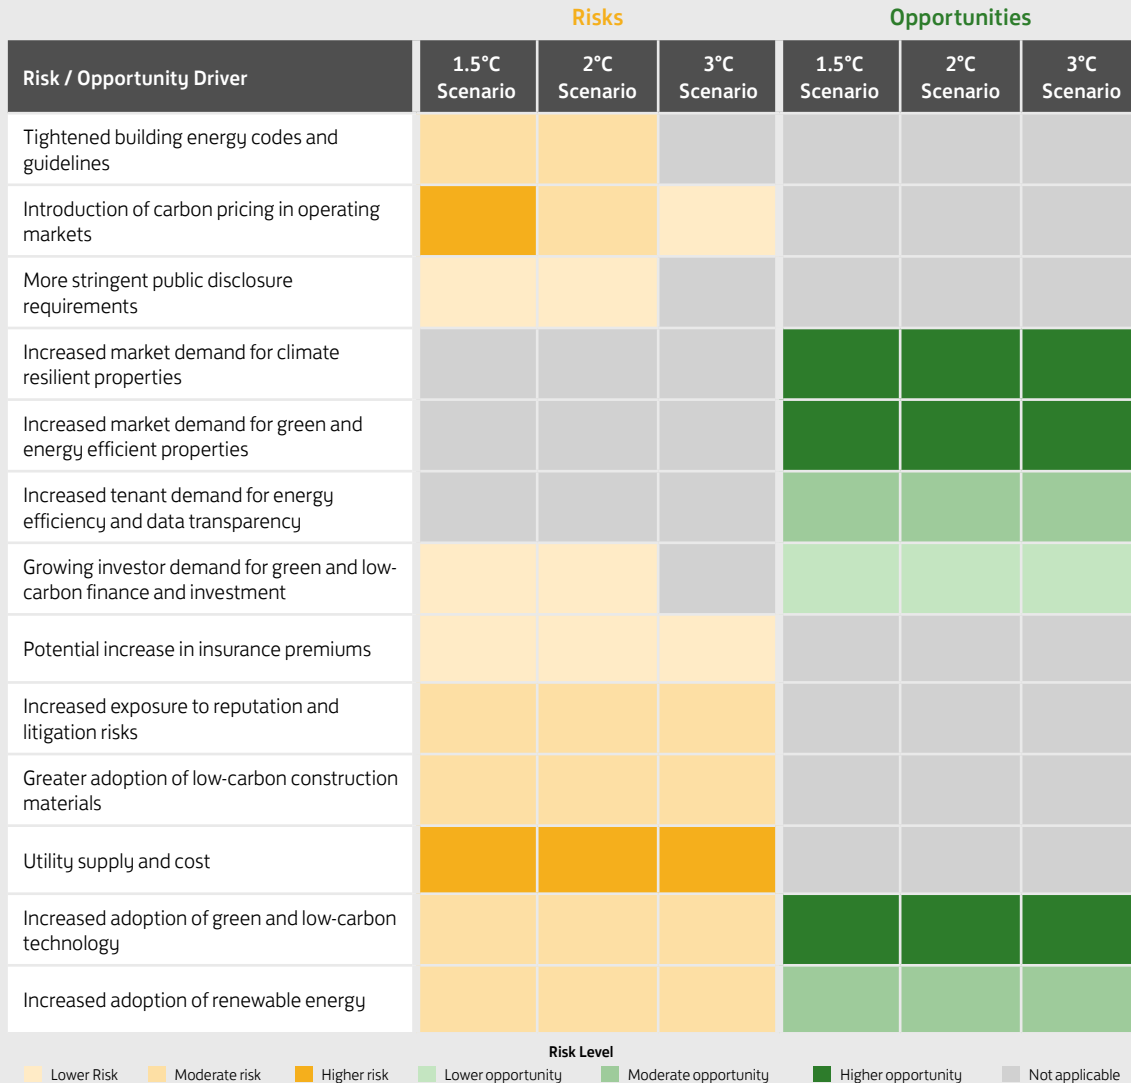 Risks
Opportunities
Risk / Opportunity Driver
1.5°C
Scenario
2°C
Scenario
3°C
Scenario
1.5°C
Scenario
2°C
Scenario
3°C
Scenario
Tightened building energy codes and
guidelines
Introduction of carbon pricing in operating
markets
More stringent public disclosure
requirements
Increased market demand for climate
resilient properties
Increased market demand for green and
energy efficient properties
Increased tenant demand for energy
efficiency and data transparency
Growing investor demand for green and low-
carbon finance and investment
Potential increase in insurance premiums
Increased exposure to reputation and
litigation risks
Greater adoption of low-carbon construction
materials
Utility supply and cost
Increased adoption of green and low-carbon
technology
Increased adoption of renewable energy
Risk Level
Lower Risk
Moderate risk
Higher risk
Lower opportunity
Moderate opportunity
Higher opportunity
Not applicable